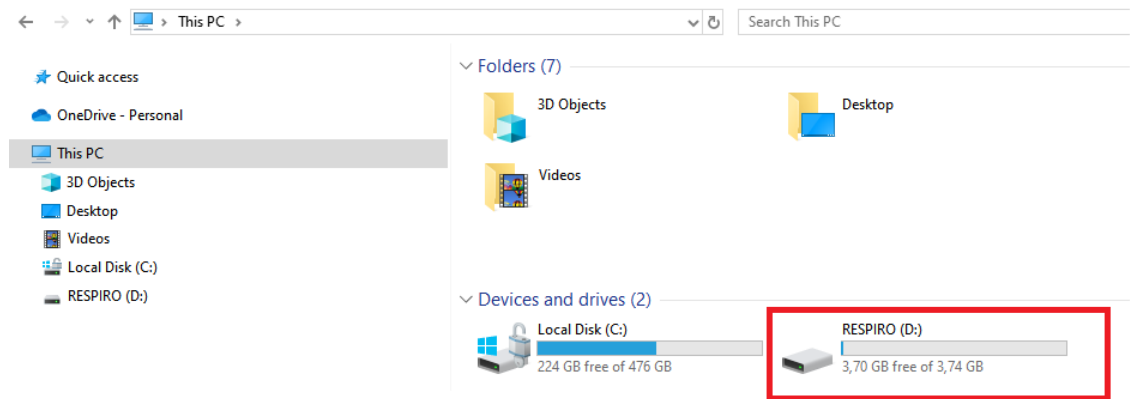 This PC
Search This PC
Quick access
OneDrive - Personal
This PC
3D Objects
Desktop
Videos
Local Disk (C:)
RESPIRO (D:)
Folders (7)
3D Objects
Desktop
Videos
Devices and drives (2)
Local Disk (C:)
224 GB free of 476 GB
RESPIRO (D:)
3,70 GB free of 3,74 GB